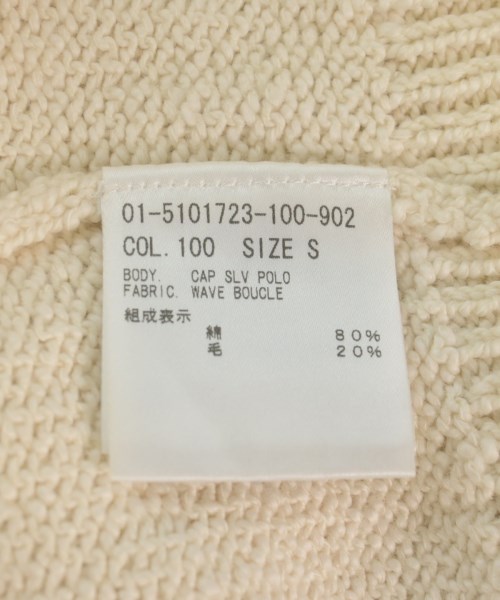 01-5101723-100-902
COL.100 SIZE S
BODY. CAP SLV POLO
FABRIC. WAVE BOUCLE
組成表示
綿 80%
毛 20%